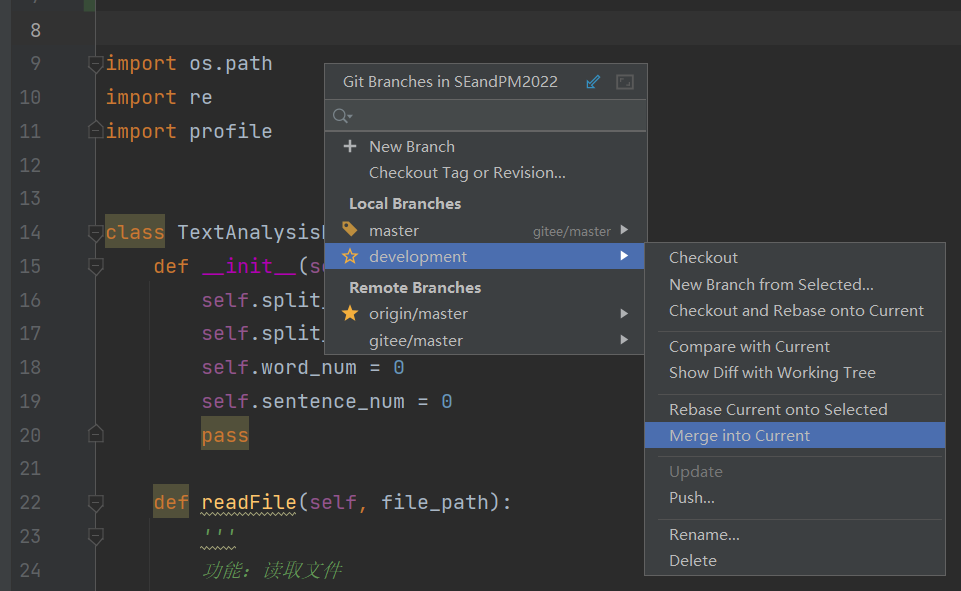 8
9 import os.path
10 import re
11 import profile
12
13
14 class TextAnalysis
15 def __init__(se
16 self.split_
17 self.split_
18 self.word_num = 0
19 self.sentence_num = 0
20 pass
21
22 def readFile(self, file_path):
23 '''
24 功能：读取文件
Git Branches in SEandPM2022
New Branch
Checkout Tag or Revision...
Local Branches
master gitee/master
development
Remote Branches
origin/master
gitee/master
Checkout
New Branch from Selected...
Checkout and Rebase onto Current
Compare with Current
Show Diff with Working Tree
Rebase Current onto Selected
Merge into Current
Update
Push...
Rename...
Delete